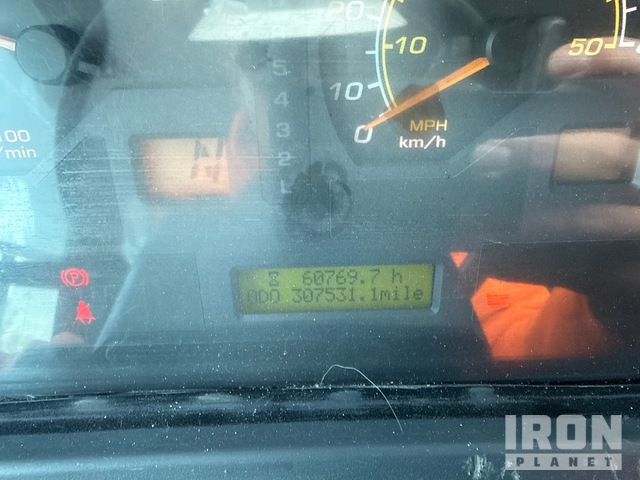 20
10
10
0
50
MPH
km/h
5
4
3
2
L
N
00
/min
P
60769.7 h
ODO 307531.1mile
IRON
PLANET